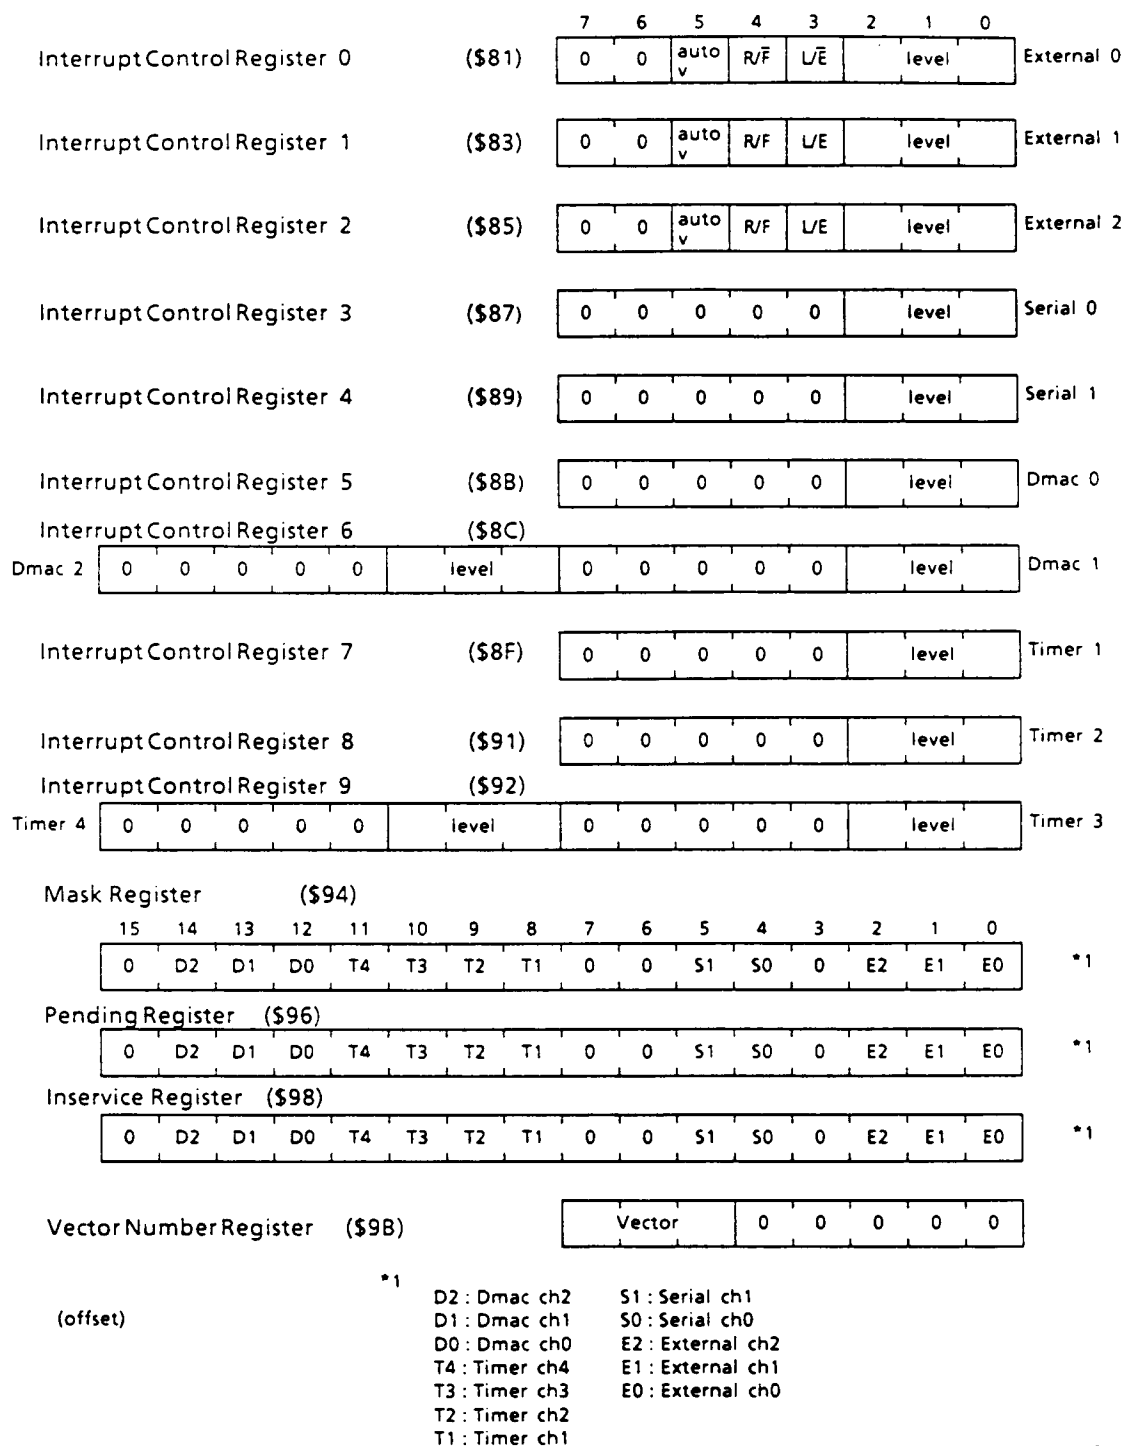 7 6 5 4 3 2 1 0
Interrupt Control Register 0 ($81) 0 0 auto v R/F̅ L/E̅ level External 0
Interrupt Control Register 1 ($83) 0 0 auto v R/F L/E level External 1
Interrupt Control Register 2 ($85) 0 0 auto v R/F L/E level External 2
Interrupt Control Register 3 ($87) 0 0 0 0 0 level Serial 0
Interrupt Control Register 4 ($89) 0 0 0 0 0 level Serial 1
Interrupt Control Register 5 ($8B) 0 0 0 0 0 level Dmac 0
Interrupt Control Register 6 ($8C)
Dmac 2 0 0 0 0 0 level 0 0 0 0 0 level Dmac 1
Interrupt Control Register 7 ($8F) 0 0 0 0 0 level Timer 1
Interrupt Control Register 8 ($91) 0 0 0 0 0 level Timer 2
Interrupt Control Register 9 ($92)
Timer 4 0 0 0 0 0 level 0 0 0 0 0 level Timer 3
Mask Register ($94)
15 14 13 12 11 10 9 8 7 6 5 4 3 2 1 0
0 D2 D1 D0 T4 T3 T2 T1 0 0 S1 S0 0 E2 E1 E0 *1
Pending Register ($96)
0 D2 D1 D0 T4 T3 T2 T1 0 0 S1 S0 0 E2 E1 E0 *1
Inservice Register ($98)
0 D2 D1 D0 T4 T3 T2 T1 0 0 S1 S0 0 E2 E1 E0 *1
Vector Number Register ($9B) Vector 0 0 0 0 0
*1
D2 : Dmac ch2 S1 : Serial ch1
(offset) D1 : Dmac ch1 S0 : Serial ch0
D0 : Dmac ch0 E2 : External ch2
T4 : Timer ch4 E1 : External ch1
T3 : Timer ch3 E0 : External ch0
T2 : Timer ch2
T1 : Timer ch1